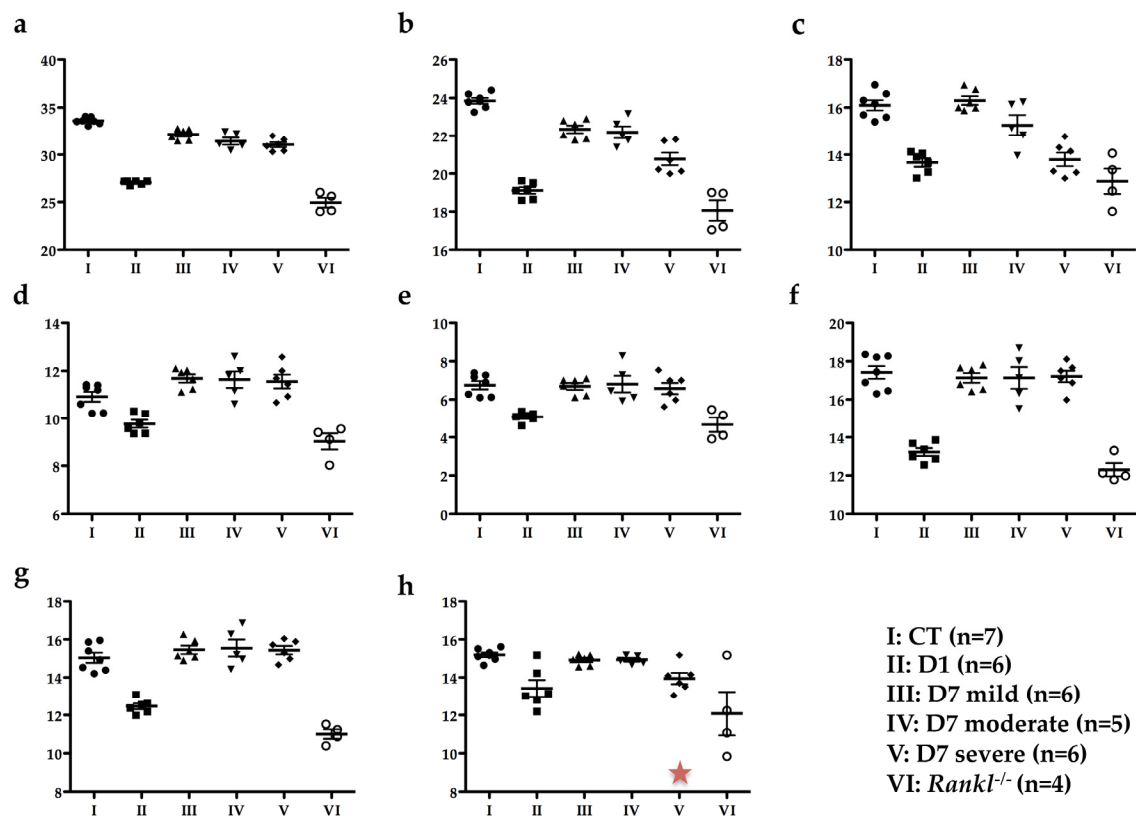 a
40
35
30
25
20
I II III IV V VI
b
26
24
22
20
18
16
I II III IV V VI
c
18
16
14
12
10
I II III IV V VI
d
14
12
10
8
6
I II III IV V VI
e
10
8
6
4
2
0
I II III IV V VI
f
20
18
16
14
12
10
I II III IV V VI
g
18
16
14
12
10
8
I II III IV V VI
h
18
16
14
12
10
8
I II III IV V VI
I: CT (n=7)
II: D1 (n=6)
III: D7 mild (n=6)
IV: D7 moderate (n=5)
V: D7 severe (n=6)
VI: Rankl-/- (n=4)